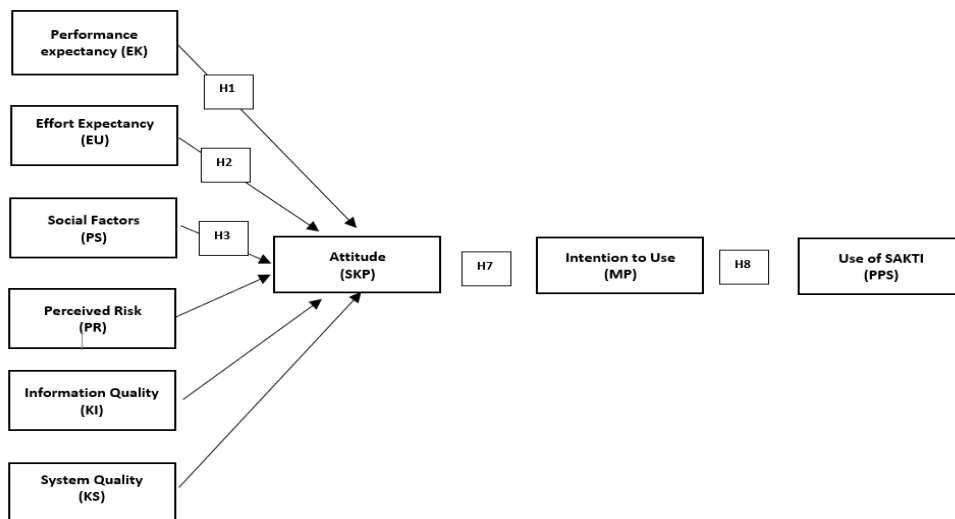 Performance
expectancy (EK)
H1
Effort Expectancy
(EU)
H2
Social Factors
(PS)
H3
Attitude
(SKP)
H7
Intention to Use
(MP)
H8
Use of SAKTI
(PPS)
Perceived Risk
(PR)
Information Quality
(KI)
System Quality
(KS)